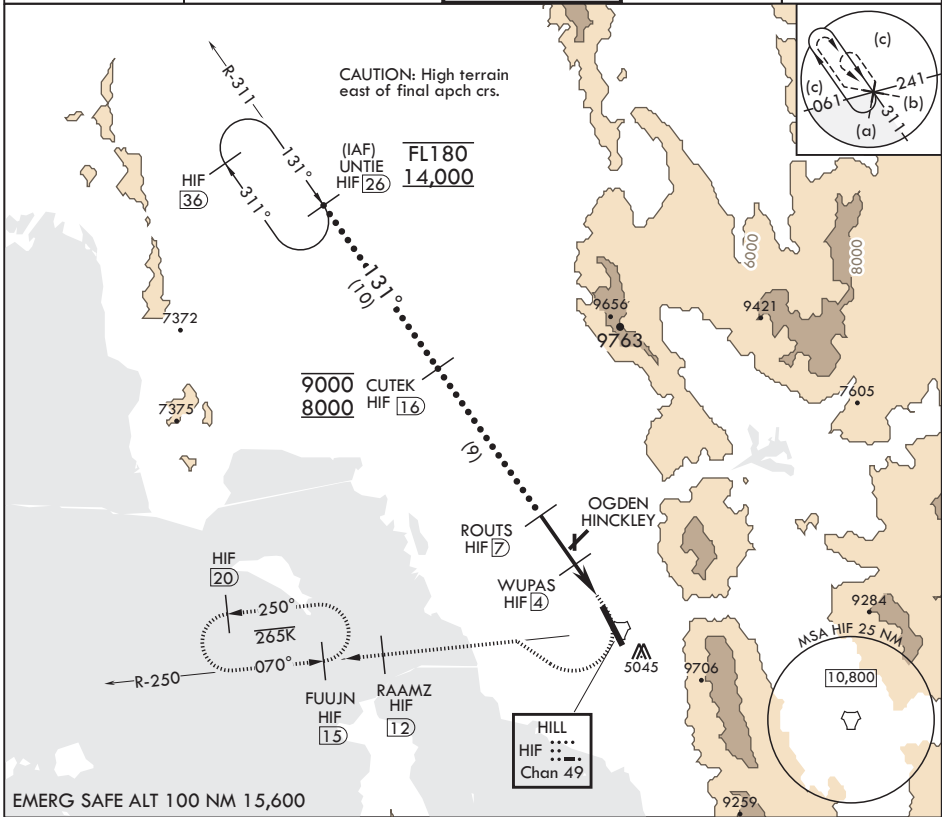 R-311
CAUTION: High terrain
east of final apch crs.
(c)
(c)
241
061
(b)
(a)
311
131°
311°
HIF
36
(IAF)
UNTIE
HIF 26
FL180
14,000
131°
(10)
6000
8000
9656
9763
9421
7372
7375
7605
9000
8000
CUTEK
HIF 16
(9)
OGDEN
HINCKLEY
ROUTS
HIF 7
WUPAS
HIF 4
HIF
20
250°
265K
070°
R-250
FUUJN
HIF
15
RAAMZ
HIF
12
5045
9706
9284
MSA HIF 25 NM
10,800
HILL
HIF
Chan 49
9259
EMERG SAFE ALT 100 NM 15,600